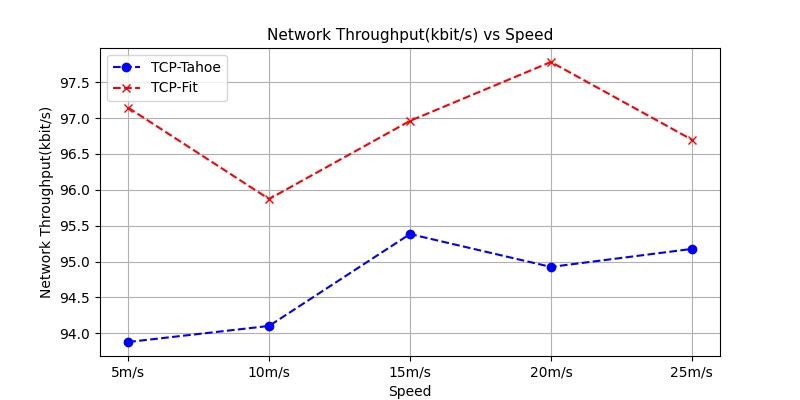 Network Throughput(kbit/s) vs Speed
TCP-Tahoe
TCP-Fit
Network Throughput(kbit/s)
97.5
97.0
96.5
96.0
95.5
95.0
94.5
94.0
5m/s 10m/s 15m/s 20m/s 25m/s
Speed